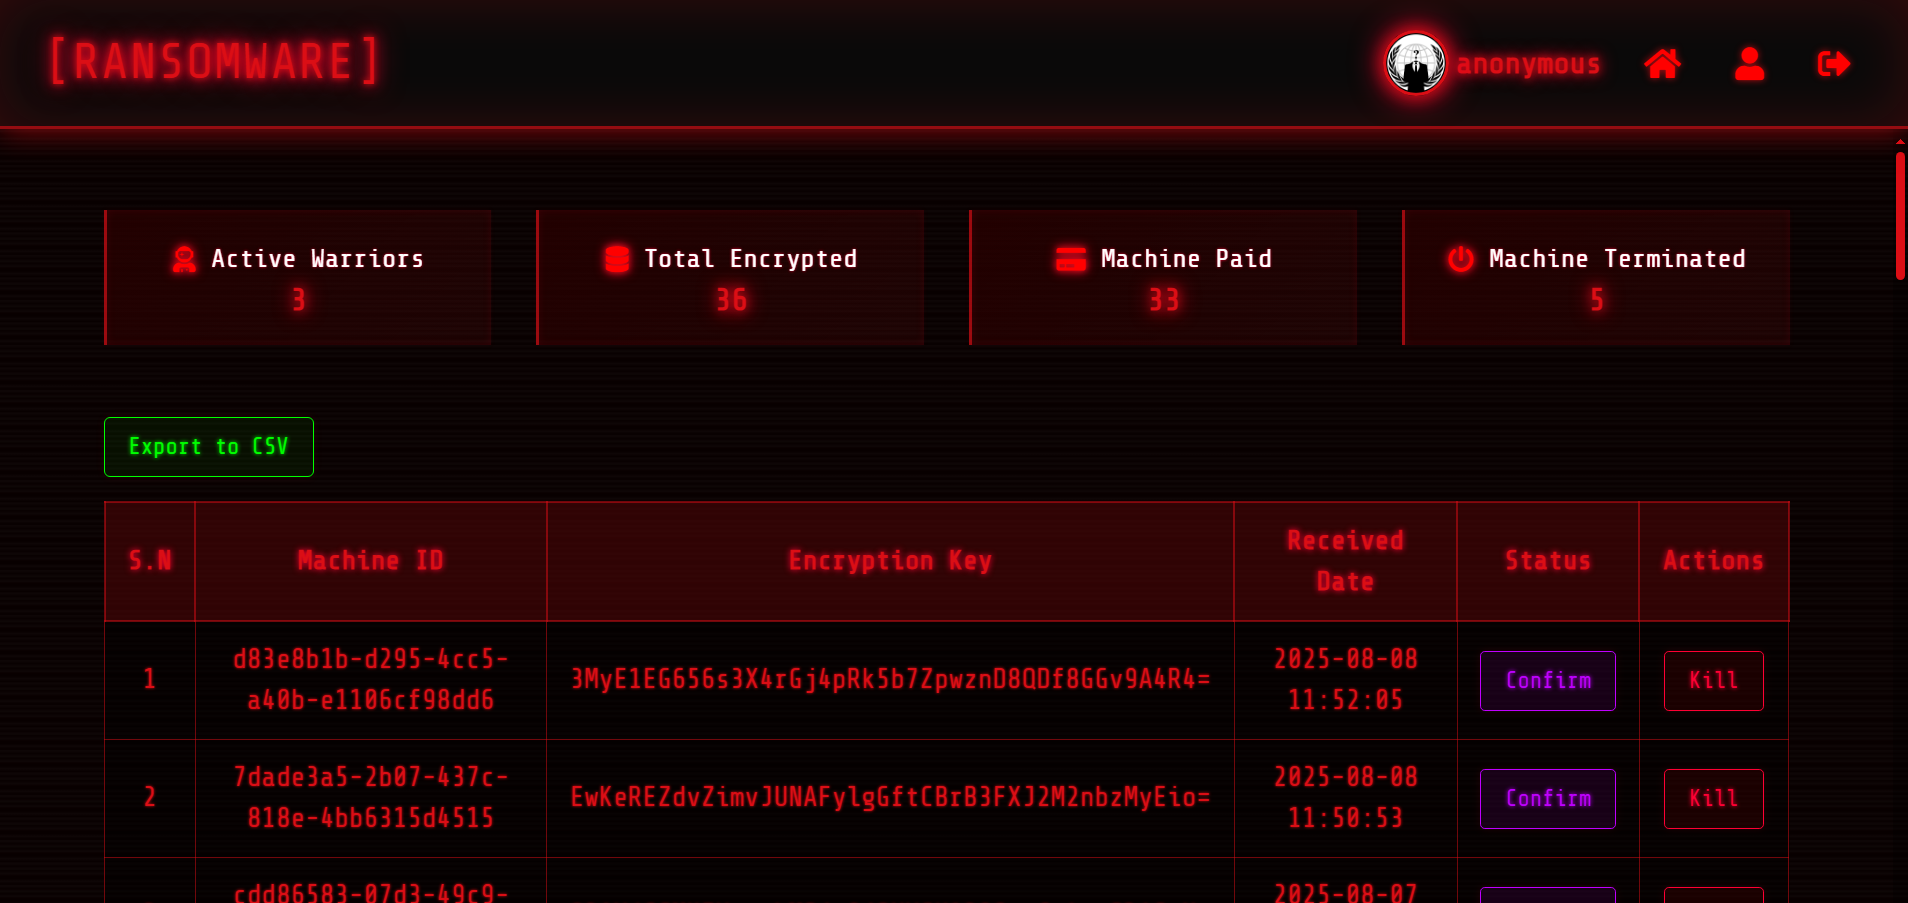 [RANSOMWARE]
anonymous
Active Warriors
3
Total Encrypted
36
Machine Paid
33
Machine Terminated
5
Export to CSV
S.N
Machine ID
Encryption Key
Received
Date
Status
Actions
1
d83e8b1b-d295-4cc5-
a40b-e1106cf98dd6
3MyE1EG656s3X4rGj4pRk5b7ZpwznD8QDf8GGv9A4R4=
2025-08-08
11:52:05
Confirm
Kill
2
7dade3a5-2b07-437c-
818e-4bb6315d4515
EwKeREZdvZimvJUNAFylgGftCBrB3FXJ2M2nbzMyEio=
2025-08-08
11:50:53
Confirm
Kill
cdd86583-07d3-49c9-
2025-08-07